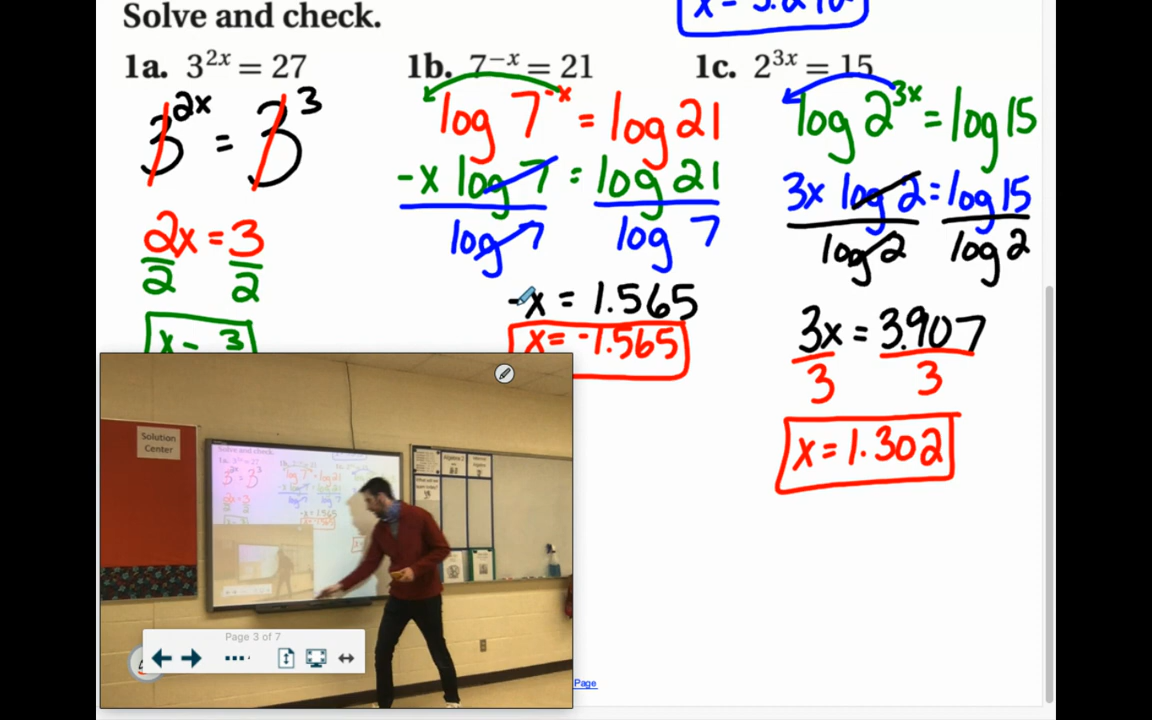 Solve and check.
1a. 3^{2x} = 27
3^{2x} = 3^3
2x = 3
2 2
x = 3
1b. 7^{-x} = 21
log 7^{-x} = log 21
-x log 7 = log 21
log 7 log 7
-x = 1.565
x = -1.565
1c. 2^{3x} = 15
log 2^{3x} = log 15
3x log 2 = log 15
log 2 log 2
3x = 3.907
3 3
x = 1.302
Solution
Center
Page 3 of 7
Page